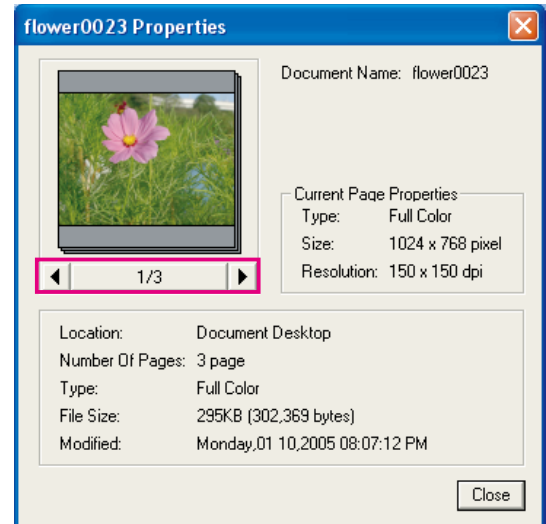 flower0023 Properties
Document Name: flower0023
Current Page Properties
Type: Full Color
Size: 1024 x 768 pixel
Resolution: 150 x 150 dpi
1/3
Location: Document Desktop
Number Of Pages: 3 page
Type: Full Color
File Size: 295KB (302,369 bytes)
Modified: Monday,01 10,2005 08:07:12 PM
Close